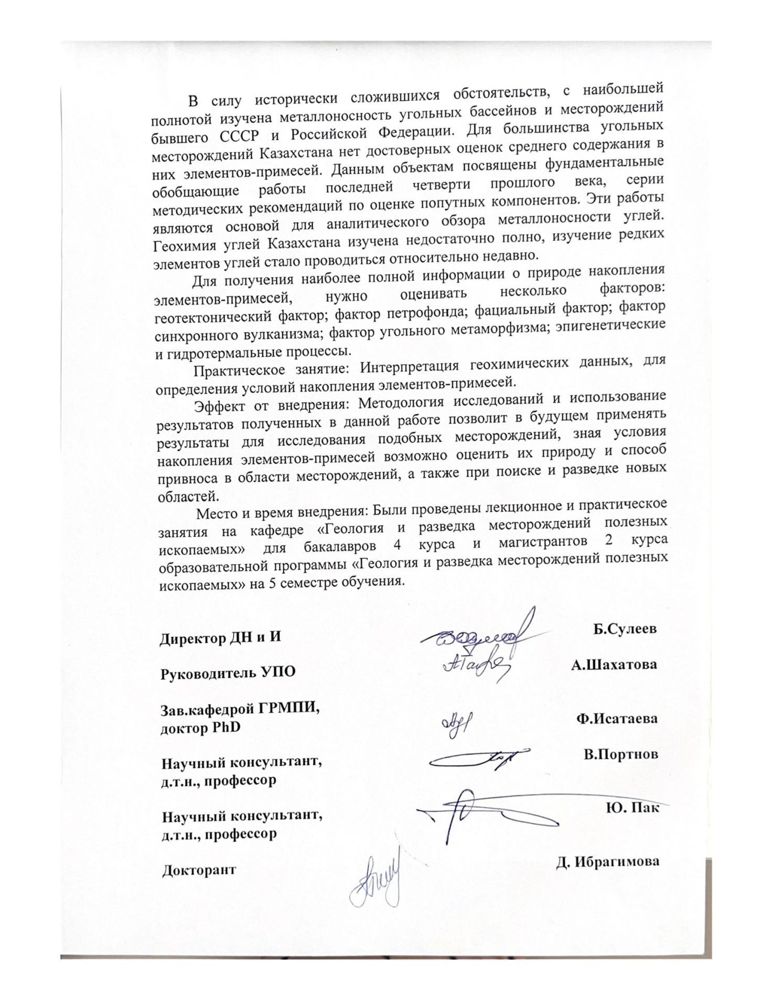 В силу исторически сложившихся обстоятельств, с наибольшей
полнотой изучена металлоносность угольных бассейнов и месторождений
бывшего СССР и Российской Федерации. Для большинства угольных
месторождений Казахстана нет достоверных оценок среднего содержания в
них элементов-примесей. Данным объектам посвящены фундаментальные
обобщающие работы последней четверти прошлого века, серии
методических рекомендаций по оценке попутных компонентов. Эти работы
являются основой для аналитического обзора металлоносности углей.
Геохимия углей Казахстана изучена недостаточно полно, изучение редких
элементов углей стало проводиться относительно недавно.
Для получения наиболее полной информации о природе накопления
элементов-примесей, нужно оценивать несколько факторов:
геотектонический фактор; фактор петрофонда; фациальный фактор; фактор
синхронного вулканизма; фактор угольного метаморфизма; эпигенетические
и гидротермальные процессы.
Практическое занятие: Интерпретация геохимических данных, для
определения условий накопления элементов-примесей.
Эффект от внедрения: Методология исследований и использование
результатов полученных в данной работе позволит в будущем применять
результаты для исследования подобных месторождений, зная условия
накопления элементов-примесей возможно оценить их природу и способ
привноса в области месторождений, а также при поиске и разведке новых
областей.
Место и время внедрения: Были проведены лекционное и практическое
занятия на кафедре «Геология и разведка месторождений полезных
ископаемых» для бакалавров 4 курса и магистрантов 2 курса
образовательной программы «Геология и разведка месторождений полезных
ископаемых» на 5 семестре обучения.
Директор ДН и И Б.Сулеев
Руководитель УПО А.Шахатова
Зав.кафедрой ГРМПИ,
доктор PhD Ф.Исатаева
Научный консультант, В.Портнов
д.т.н., профессор
Научный консультант, Ю. Пак
д.т.н., профессор
Докторант Д. Ибрагимова